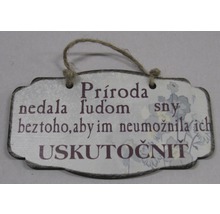 Príroda
nedala ľuďom sny
beztoho,aby im neumožnila ich
USKUTOČNIŤ